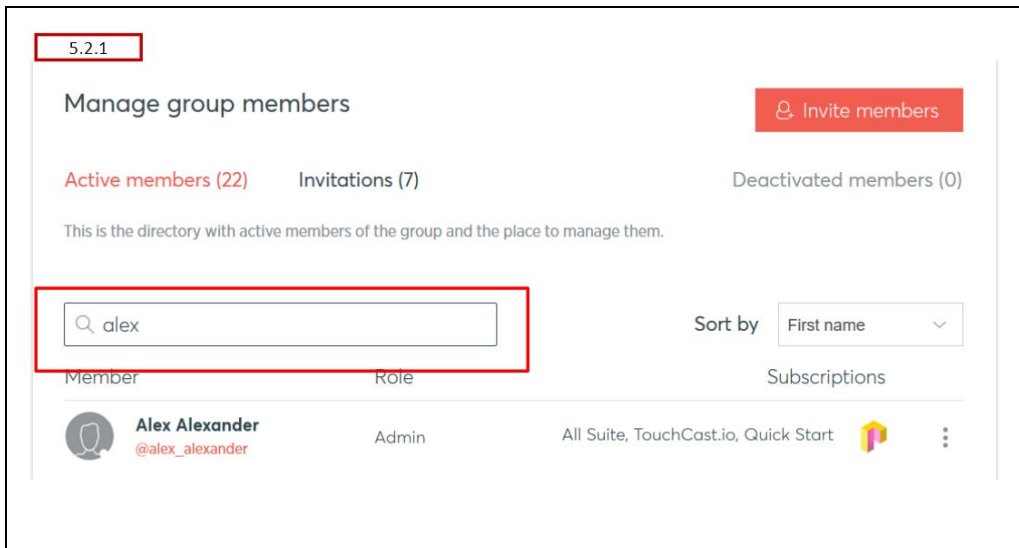 5.2.1
Manage group members
Invite members
Active members (22) Invitations (7) Deactivated members (0)
This is the directory with active members of the group and the place to manage them.
alex
Sort by First name
Member Role Subscriptions
Alex Alexander
@alex_alexander
Admin
All Suite, TouchCast.io, Quick Start